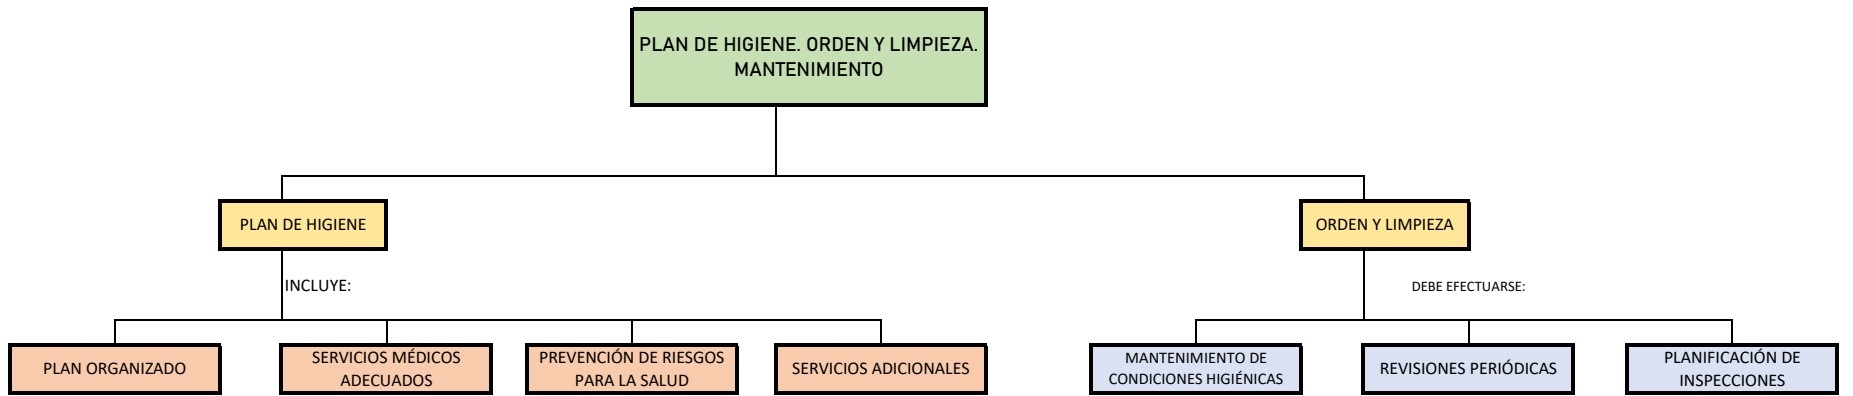 PLAN DE HIGIENE. ORDEN Y LIMPIEZA.
MANTENIMIENTO
PLAN DE HIGIENE
ORDEN Y LIMPIEZA
INCLUYE:
DEBE EFECTUARSE:
PLAN ORGANIZADO
SERVICIOS MÉDICOS
ADECUADOS
PREVENCIÓN DE RIESGOS
PARA LA SALUD
SERVICIOS ADICIONALES
MANTENIMIENTO DE
CONDICIONES HIGIÉNICAS
REVISIONES PERIÓDICAS
PLANIFICACIÓN DE
INSPECCIONES